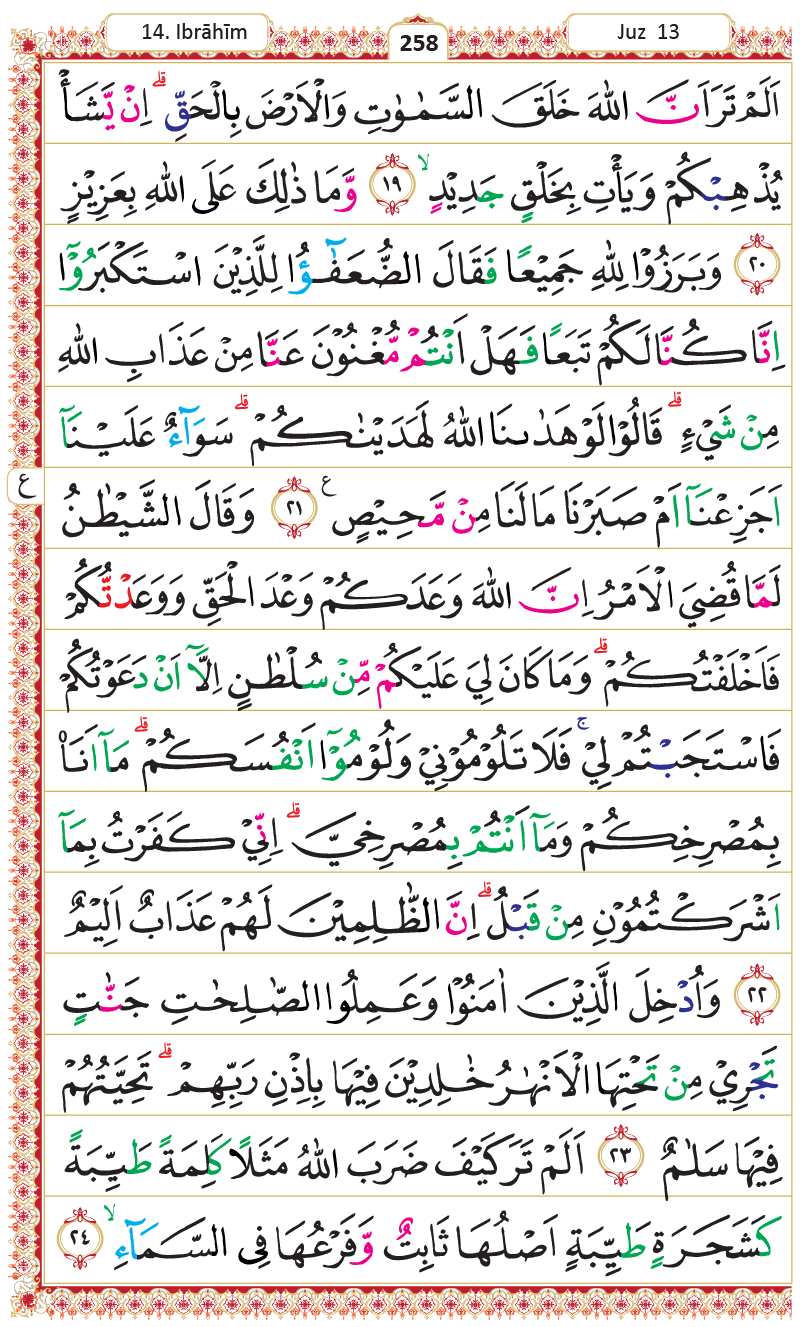 14. Ibrāhīm
258
Juz 13
اَلَمْ تَرَ اَنَّ اللّٰهَ خَلَقَ السَّمٰوٰتِ وَالْاَرْضَ بِالْحَقِّ ۗاِنْ يَّشَأْ
يُذْهِبْكُمْ وَيَأْتِ بِخَلْقٍ جَدِيْدٍۙ ١٩ وَّمَا ذٰلِكَ عَلَى اللّٰهِ بِعَزِيْزٍ
٢٠ وَبَرَزُوْا لِلّٰهِ جَمِيْعًا فَقَالَ الضُّعَفٰۤؤُا لِلَّذِيْنَ اسْتَكْبَرُوْٓا
اِنَّا كُنَّا لَكُمْ تَبَعًا فَهَلْ اَنْتُمْ مُّغْنُوْنَ عَنَّا مِنْ عَذَابِ اللّٰهِ
مِنْ شَيْءٍ ۗقَالُوْا لَوْ هَدٰىنَا اللّٰهُ لَهَدَيْنٰكُمْ ۗسَوَاۤءٌ عَلَيْنَآ
اَجَزِعْنَآ اَمْ صَبَرْنَا مَا لَنَا مِنْ مَّحِيْصٍ ࣖ ٢١ وَقَالَ الشَّيْطٰنُ
ع
لَمَّا قُضِيَ الْاَمْرُ اِنَّ اللّٰهَ وَعَدَكُمْ وَعْدَ الْحَقِّ وَوَعَدْتُّكُمْ
فَاَخْلَفْتُكُمْ ۗوَمَا كَانَ لِيَ عَلَيْكُمْ مِّنْ سُلْطٰنٍ اِلَّآ اَنْ دَعَوْتُكُمْ
فَاسْتَجَبْتُمْ لِيْ ۚفَلَا تَلُوْمُوْنِيْ وَلُوْمُوْٓا اَنْفُسَكُمْ ۗمَآ اَنَا۠
بِمُصْرِخِكُمْ وَمَآ اَنْتُمْ بِمُصْرِخِيَّ ۗاِنِّيْ كَفَرْتُ بِمَآ
اَشْرَكْتُمُوْنِ مِنْ قَبْلُ ۗاِنَّ الظّٰلِمِيْنَ لَهُمْ عَذَابٌ اَلِيْمٌ
٢٢ وَاُدْخِلَ الَّذِيْنَ اٰمَنُوْا وَعَمِلُوا الصّٰلِحٰتِ جَنّٰتٍ
تَجْرِيْ مِنْ تَحْتِهَا الْاَنْهٰرُ خٰلِدِيْنَ فِيْهَا بِاِذْنِ رَبِّهِمْ ۗتَحِيَّتُهُمْ
فِيْهَا سَلٰمٌ ٢٣ اَلَمْ تَرَ كَيْفَ ضَرَبَ اللّٰهُ مَثَلًا كَلِمَةً طَيِّبَةً
كَشَجَرَةٍ طَيِّبَةٍ اَصْلُهَا ثَابِتٌ وَّفَرْعُهَا فِى السَّمَاۤءِۙ ٢٤